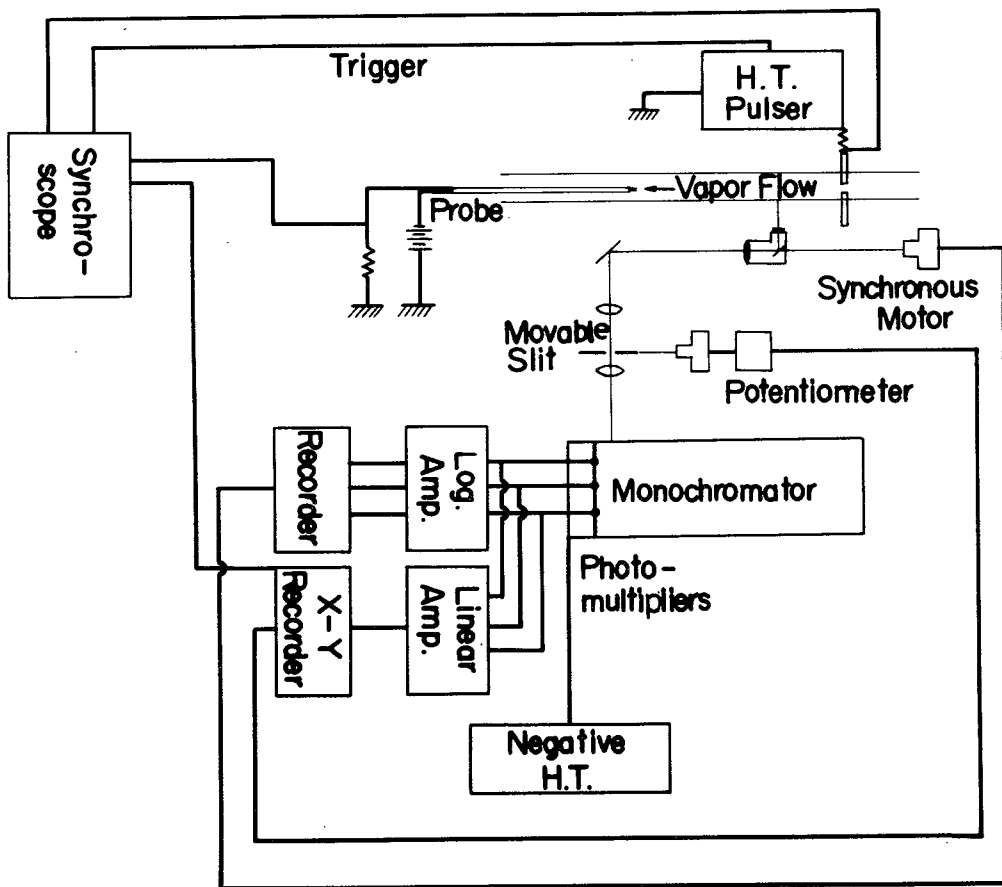 Trigger
H. T.
Pulser
Synchro-
scope
Vapor Flow
Probe
Synchronous
Motor
Movable
Slit
Potentiometer
Recorder
Log.
Amp.
Monochromator
Photo-
multipliers
X-Y
Recorder
Linear
Amp.
Negative
H.T.